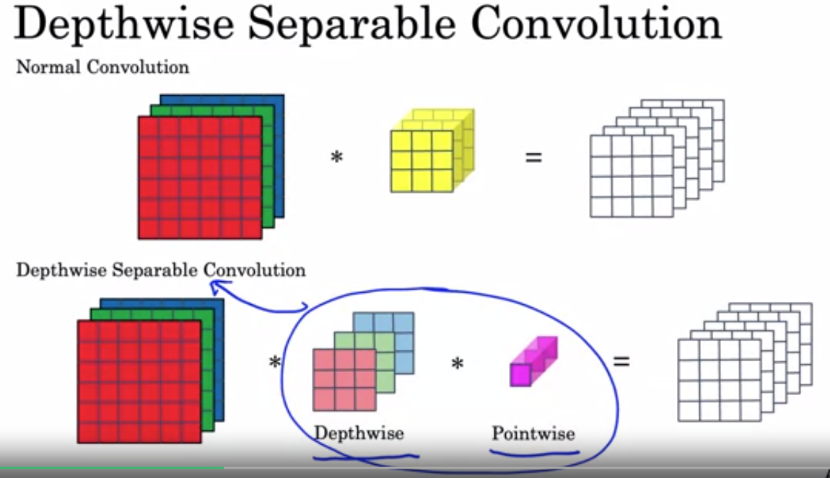 Depthwise Separable Convolution
Normal Convolution
* =
Depthwise Separable Convolution
* * =
Depthwise Pointwise